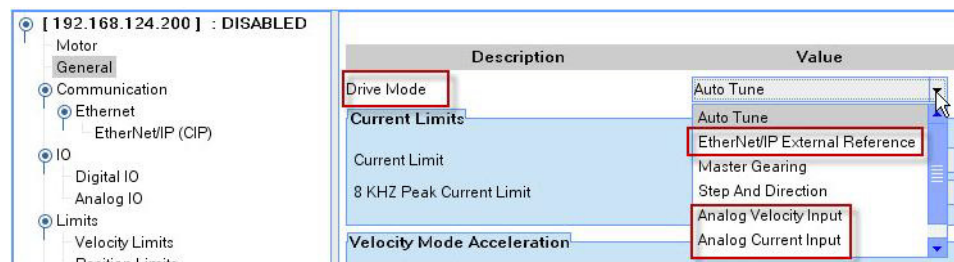 [ 192.168.124.200 ] : DISABLED
Motor
General
Communication
Ethernet
EtherNet/IP (CIP)
IO
Digital IO
Analog IO
Limits
Velocity Limits
Position Limits
Description Value
Drive Mode Auto Tune
Current Limits
Current Limit
8 KHZ Peak Current Limit
Velocity Mode Acceleration
Auto Tune
EtherNet/IP External Reference
Master Gearing
Step And Direction
Analog Velocity Input
Analog Current Input